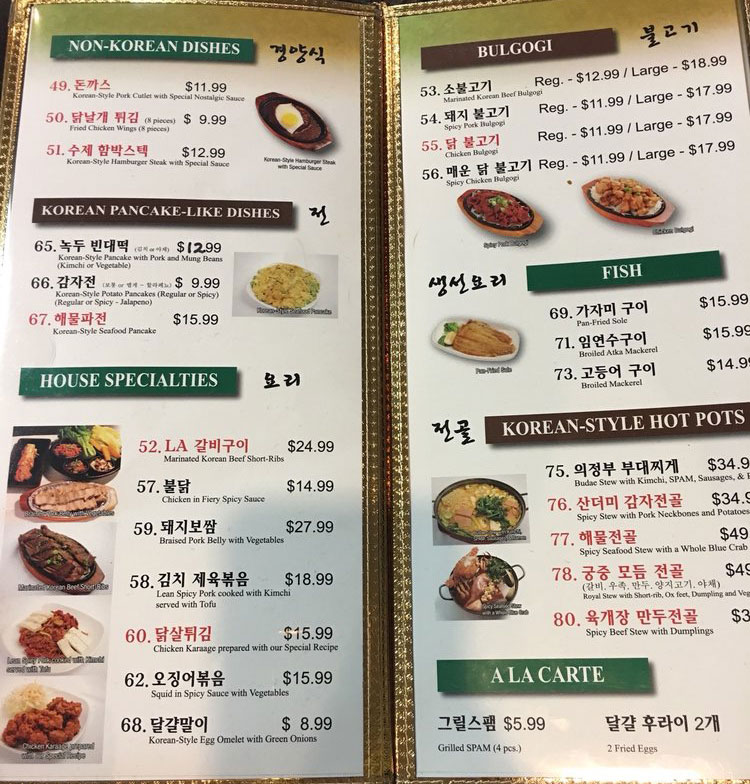 NON-KOREAN DISHES 경양식
49. 돈까스 $11.99
Korean-Style Pork Cutlet with Special Nostalgic Sauce
50. 닭날개 튀김 (8 pieces) $ 9.99
Fried Chicken Wings (8 pieces)
51. 수제 함박스텍 $12.99
Korean-Style Hamburger Steak with Special Sauce
Korean-Style Hamburger Steak
with Special Sauce
KOREAN PANCAKE-LIKE DISHES 전
65. 녹두 빈대떡 (김치 or 야채) $12.99
Korean-Style Pancake with Pork and Mung Beans
(Kimchi or Vegetable)
66. 감자전 (보통 or 맵게 - 할라페뇨) $ 9.99
Korean-Style Potato Pancakes (Regular or Spicy)
(Regular or Spicy - Jalapeno)
67. 해물파전 $15.99
Korean-Style Seafood Pancake
Korean-Style Seafood Pancake
HOUSE SPECIALTIES 요리
52. LA 갈비구이 $24.99
Marinated Korean Beef Short-Ribs
57. 불닭 $14.99
Chicken in Fiery Spicy Sauce
59. 돼지보쌈 $27.99
Braised Pork Belly with Vegetables
58. 김치 제육볶음 $18.99
Lean Spicy Pork cooked with Kimchi
served with Tofu
60. 닭살튀김 $15.99
Chicken Karaage prepared with our Special Recipe
62. 오징어볶음 $15.99
Squid in Spicy Sauce with Vegetables
68. 달걀말이 $ 8.99
Korean-Style Egg Omelet with Green Onions
Pork Belly with Vegetables
Marinated Korean Beef Short-Ribs
Lean Spicy Pork cooked with Kimchi
served with Tofu
Chicken Karaage prepared
with our Special Recipe
BULGOGI 불고기
53. 소불고기 Reg. - $12.99 / Large - $18.99
Marinated Korean Beef Bulgogi
54. 돼지 불고기 Reg. - $11.99 / Large - $17.99
Spicy Pork Bulgogi
55. 닭 불고기 Reg. - $11.99 / Large - $17.99
Chicken Bulgogi
56. 매운 닭 불고기 Reg. - $11.99 / Large - $17.99
Spicy Chicken Bulgogi
Spicy Pork Bulgogi
Chicken Bulgogi
생선요리 FISH
69. 가자미 구이 $15.99
Pan-Fried Sole
71. 임연수구이 $15.99
Broiled Atka Mackerel
73. 고등어 구이 $14.99
Broiled Mackerel
Pan-Fried Sole
전골 KOREAN-STYLE HOT POTS
75. 의정부 부대찌게 $34.9
Budae Stew with Kimchi, SPAM, Sausages, &
76. 산더미 감자전골 $34.9
Spicy Stew with Pork Neckbones and Potatoes
77. 해물전골 $49
Spicy Seafood Stew with a Whole Blue Crab
78. 궁중 모듬 전골 $49
(갈비, 우족, 만두, 양지고기, 야채)
Royal Stew with Short-rib, Ox feet, Dumpling and Veg
80. 육개장 만두전골 $3
Spicy Beef Stew with Dumplings
Spicy Seafood Stew
with a Whole Blue Crab
A LA CARTE
그릴스팸 $5.99 달걀 후라이 2개
Grilled SPAM (4 pcs.) 2 Fried Eggs